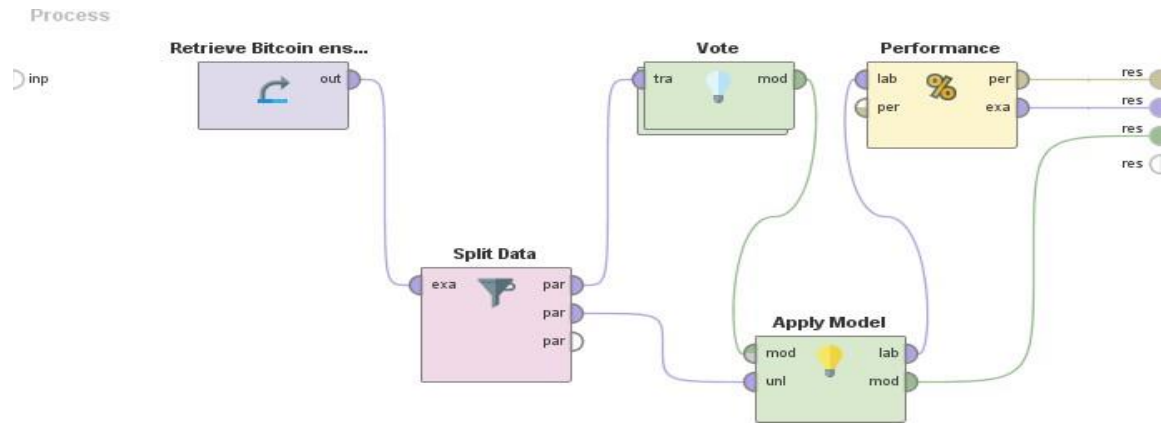 Process
Retrieve Bitcoin ens...
Vote
Performance
inp
out
tra
mod
lab
per
res
per
exa
res
res
res
Split Data
exa
par
par
par
Apply Model
mod
lab
unl
mod